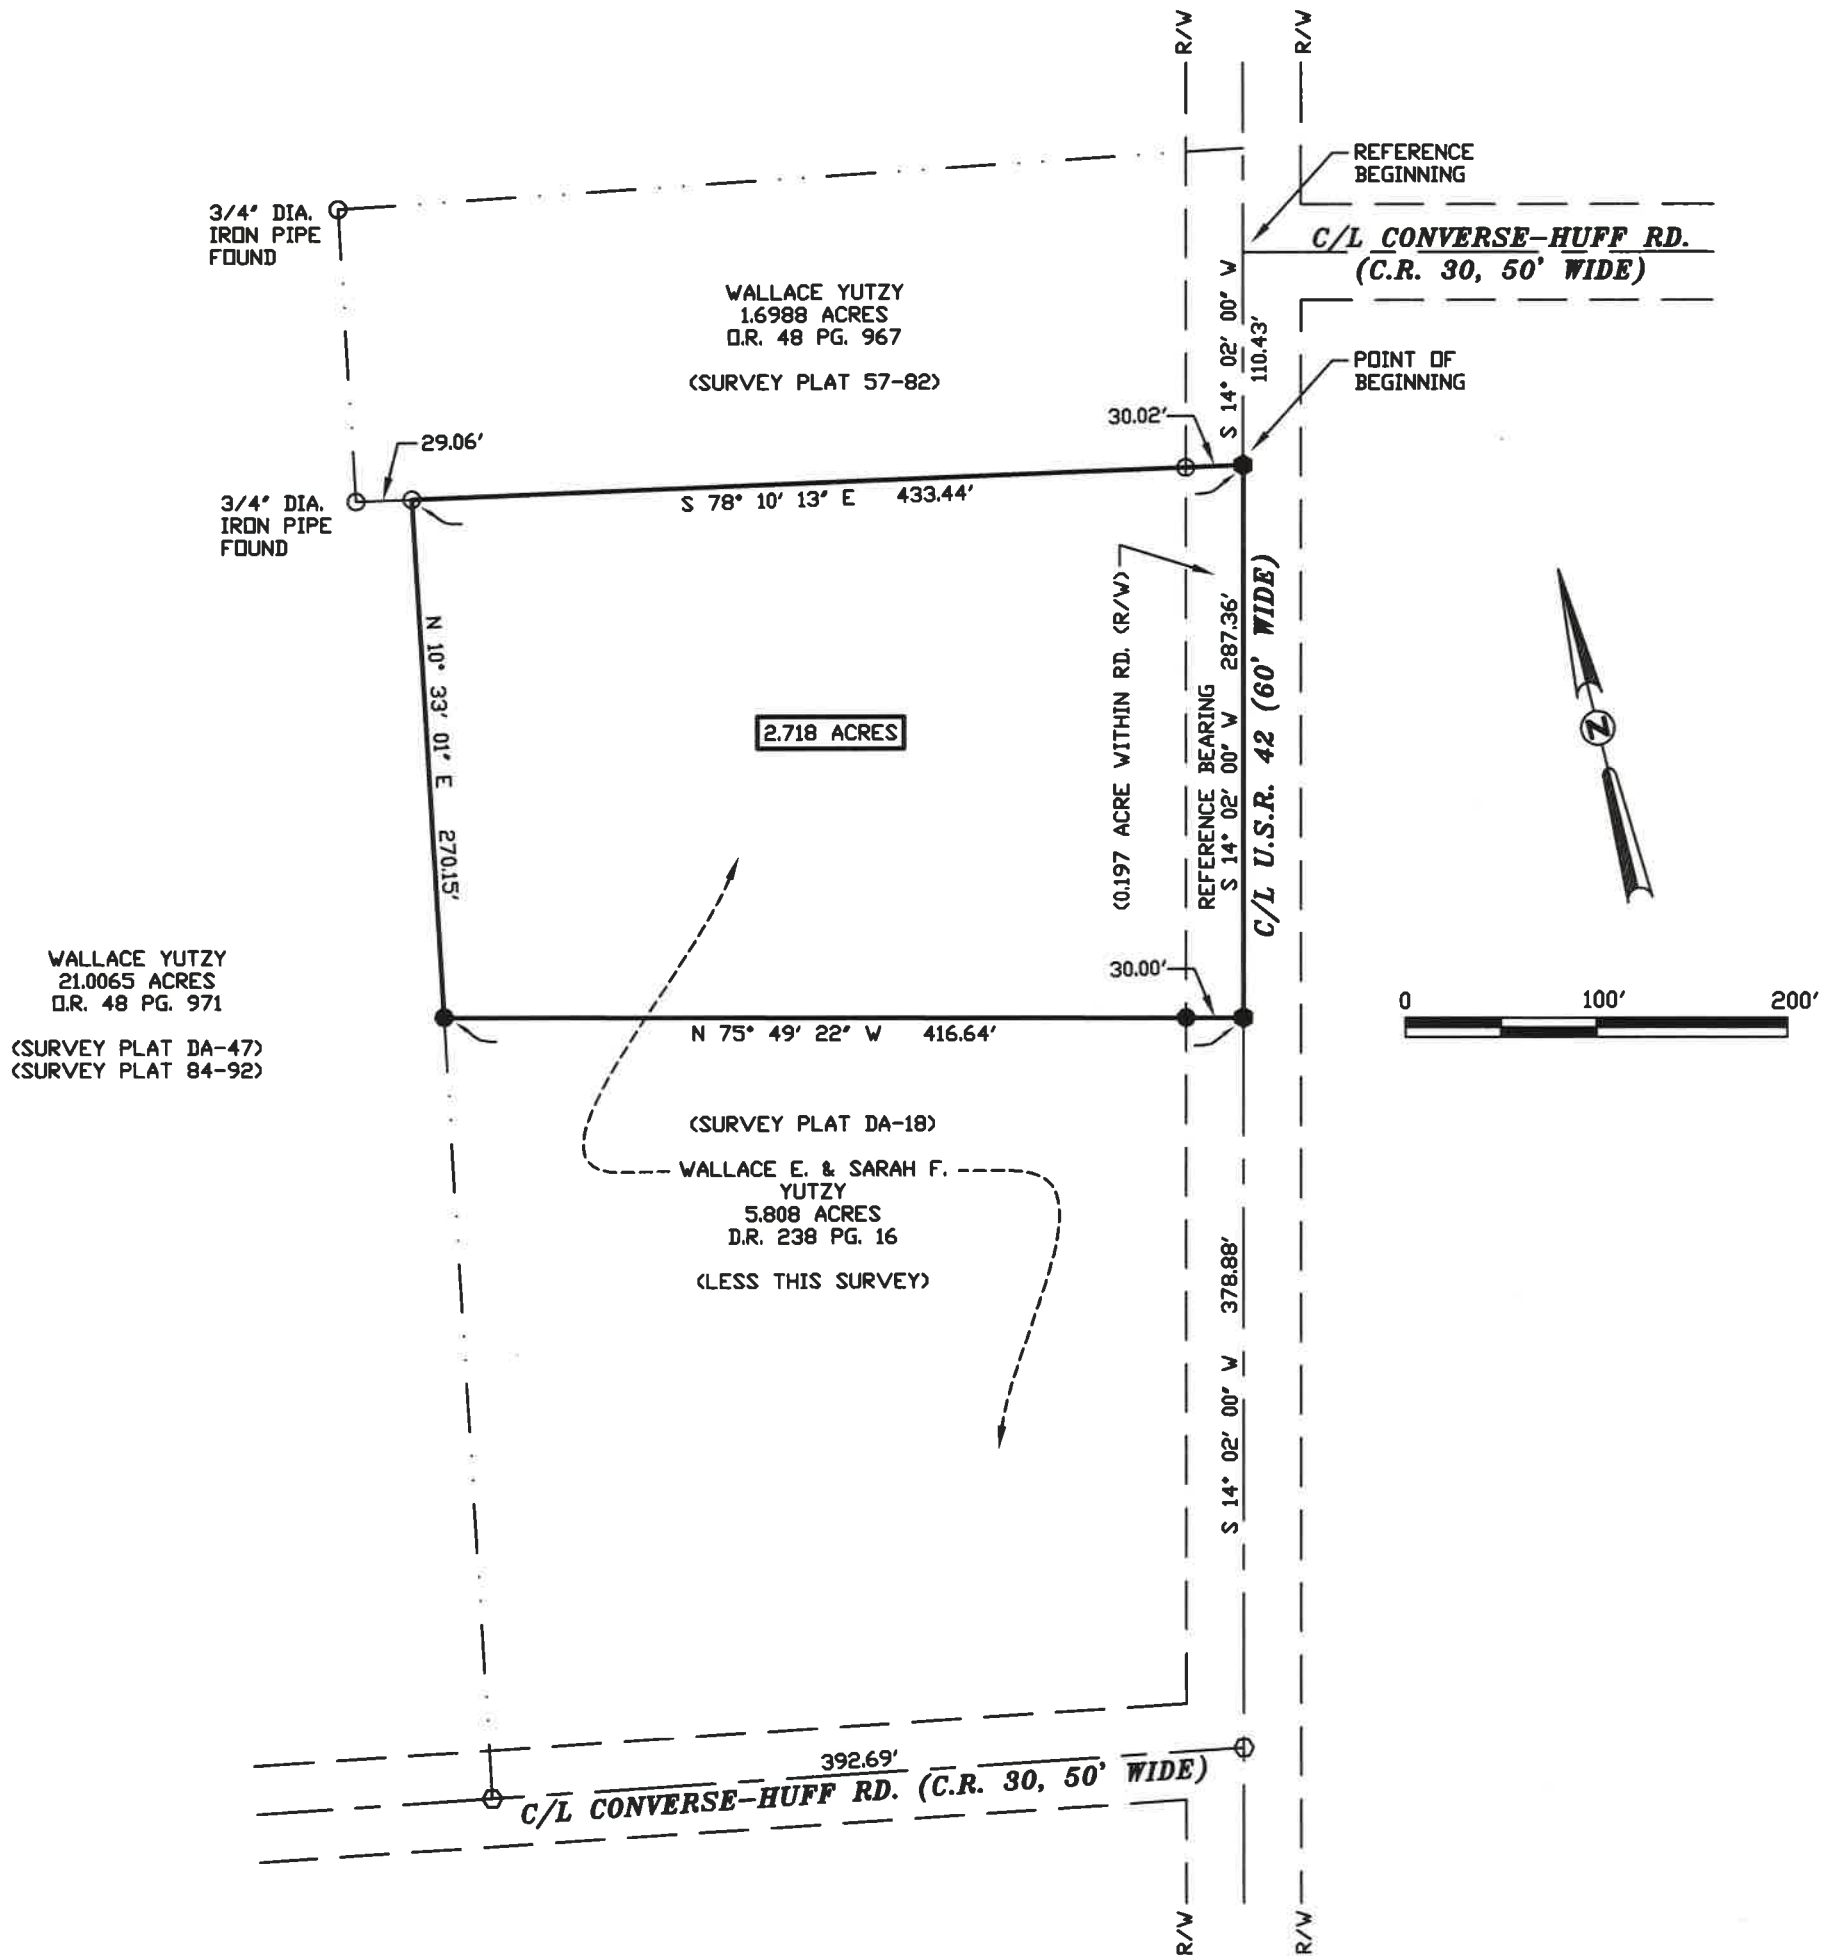 R/W
R/W
REFERENCE
BEGINNING
3/4" DIA.
IRON PIPE
FOUND
C/L CONVERSE-HUFF RD.
(C.R. 30, 50' WIDE)
WALLACE YUTZY
1.6988 ACRES
O.R. 48 PG. 967
(SURVEY PLAT 57-82)
S 14° 02' 00" W
110.43'
POINT OF
BEGINNING
30.02'
29.06'
3/4" DIA.
IRON PIPE
FOUND
S 78° 10' 13" E 433.44'
N 10° 33' 01" E 270.15'
2.718 ACRES
(0.197 ACRE WITHIN RD. (R/W)
REFERENCE BEARING
S 14° 02' 00" W 287.36'
C/L U.S.R. 42 (60' WIDE)
N
WALLACE YUTZY
21.0065 ACRES
O.R. 48 PG. 971
(SURVEY PLAT DA-47)
(SURVEY PLAT 84-92)
30.00'
0 100' 200'
N 75° 49' 22" W 416.64'
(SURVEY PLAT DA-18)
WALLACE E. & SARAH F.
YUTZY
5.808 ACRES
D.R. 238 PG. 16
(LESS THIS SURVEY)
S 14° 02' 00" W 378.88'
392.69'
C/L CONVERSE-HUFF RD. (C.R. 30, 50' WIDE)
R/W
R/W